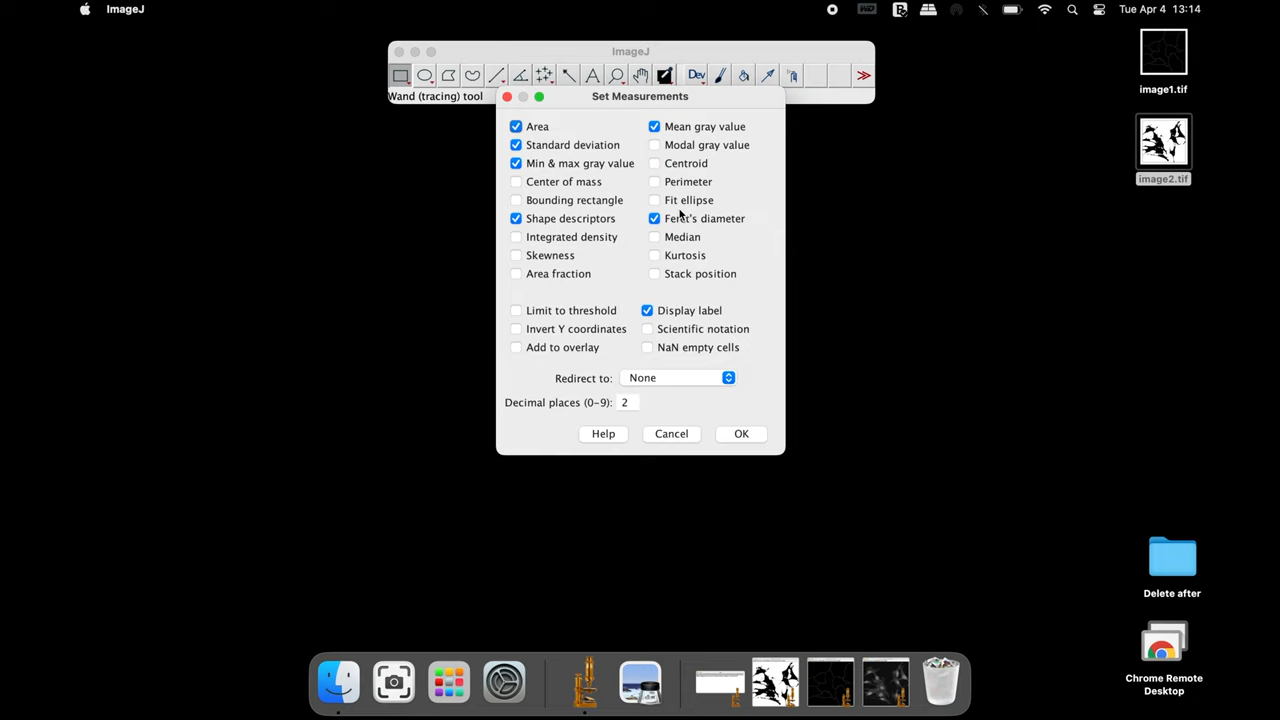 ImageJ
Tue Apr 4 13:14
ImageJ
Dev
Wand (tracing) tool
Set Measurements
Area
Mean gray value
Standard deviation
Modal gray value
Min & max gray value
Centroid
Center of mass
Perimeter
Bounding rectangle
Fit ellipse
Shape descriptors
Feret's diameter
Integrated density
Median
Skewness
Kurtosis
Area fraction
Stack position
Limit to threshold
Display label
Invert Y coordinates
Scientific notation
Add to overlay
NaN empty cells
Redirect to:
None
Decimal places (0-9):
2
Help
Cancel
OK
image1.tif
image2.tif
Delete after
Chrome Remote
Desktop